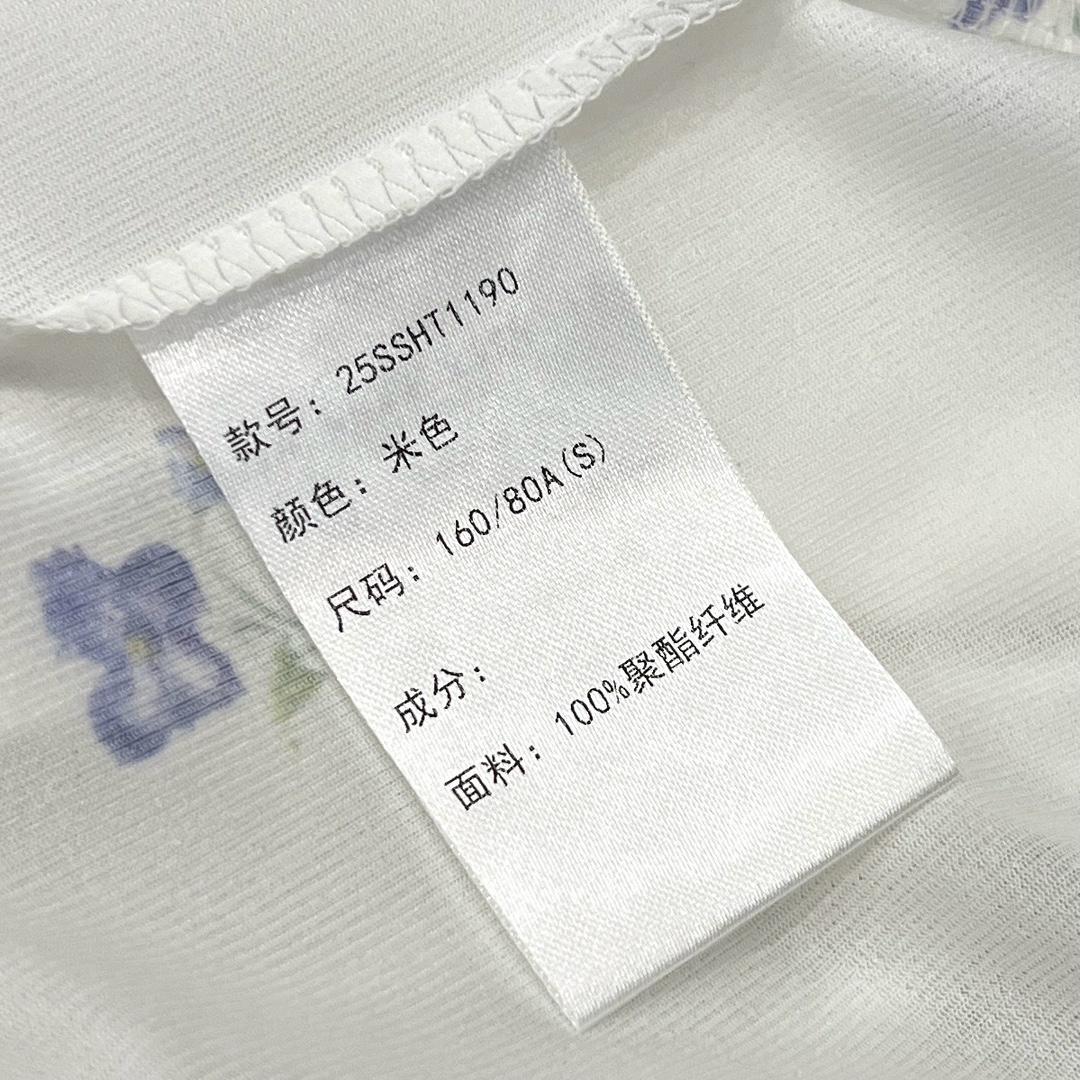 款号：25SSHT1190
颜色：米色
尺码：160/80A(S)
成分：
面料：100%聚酯纤维